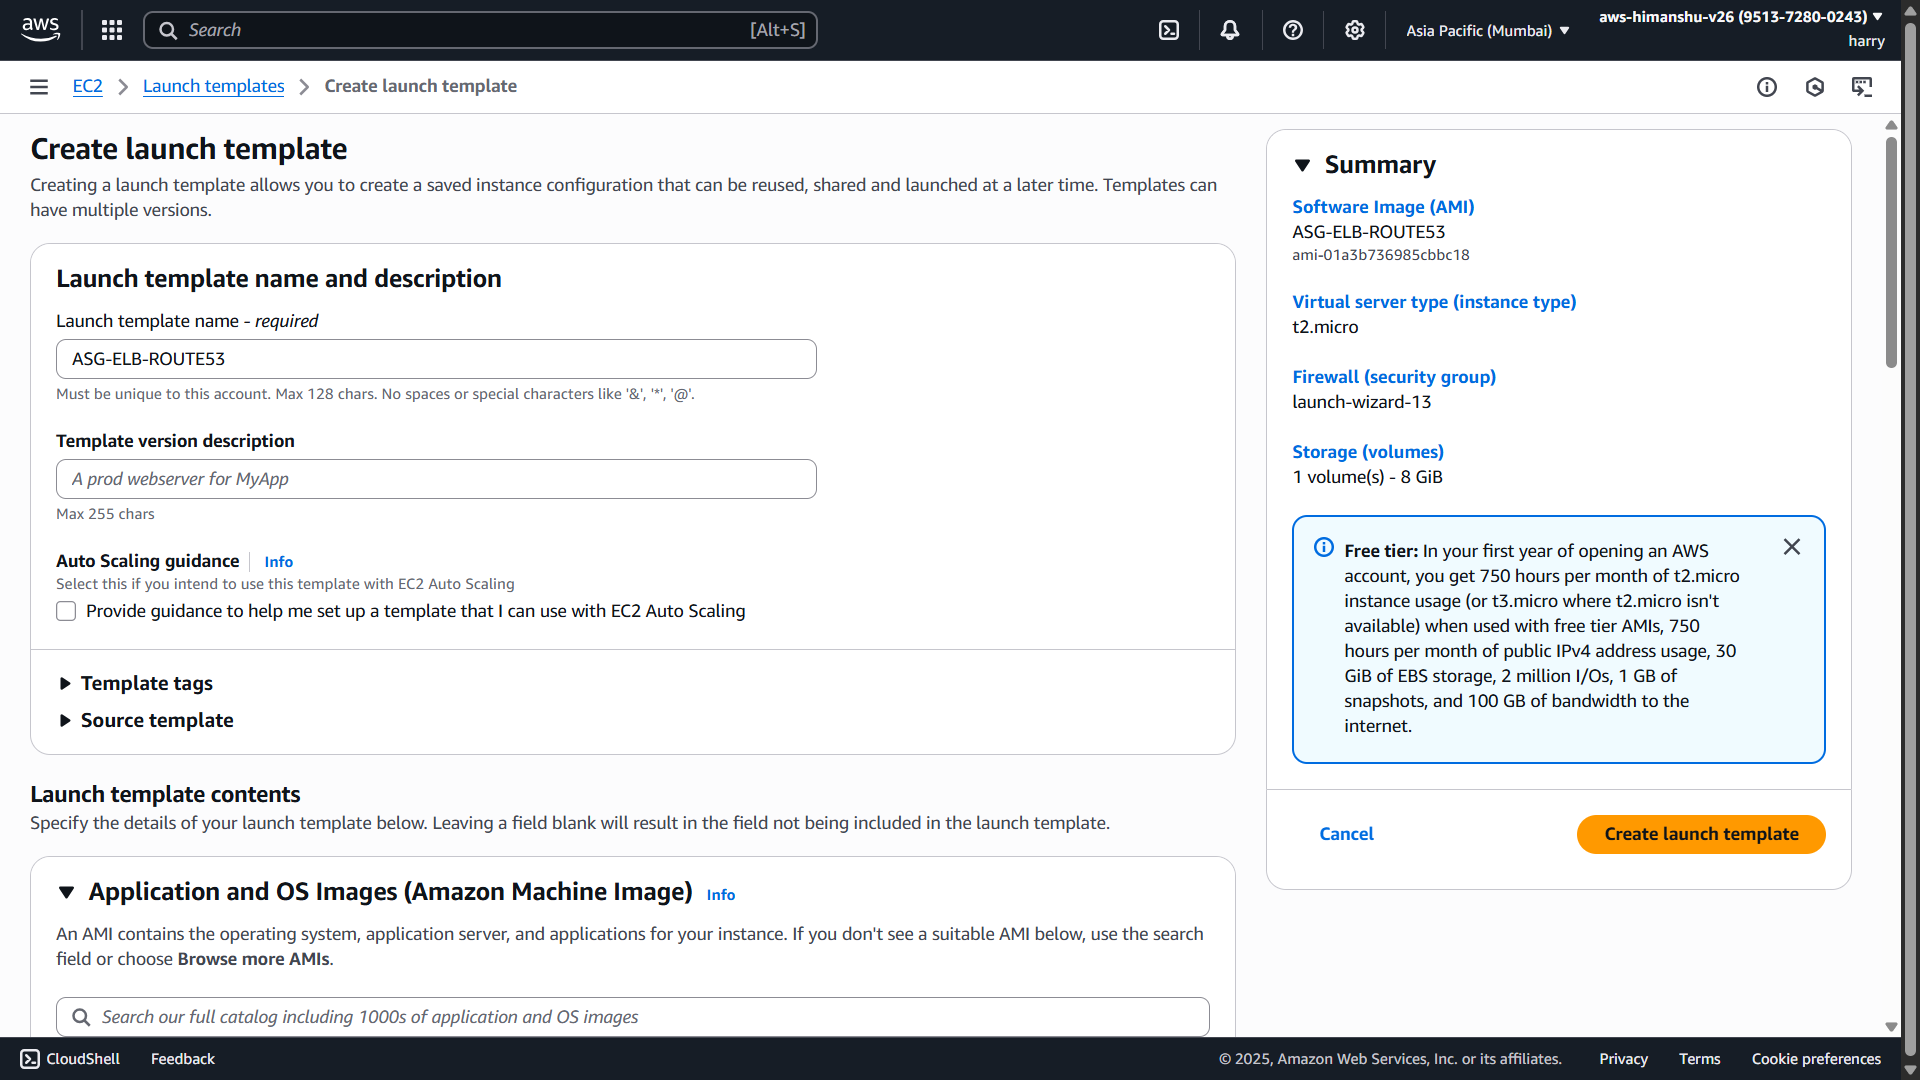 aws
Search
[Alt+S]
Asia Pacific (Mumbai)
aws-himanshu-v26 (9513-7280-0243)
harry
EC2
Launch templates
Create launch template
Create launch template
Creating a launch template allows you to create a saved instance configuration that can be reused, shared and launched at a later time. Templates can
have multiple versions.
Launch template name and description
Launch template name - required
ASG-ELB-ROUTE53
Must be unique to this account. Max 128 chars. No spaces or special characters like '&', '*', '@'.
Template version description
A prod webserver for MyApp
Max 255 chars
Auto Scaling guidance
Info
Select this if you intend to use this template with EC2 Auto Scaling
Provide guidance to help me set up a template that I can use with EC2 Auto Scaling
Template tags
Source template
Launch template contents
Specify the details of your launch template below. Leaving a field blank will result in the field not being included in the launch template.
Application and OS Images (Amazon Machine Image)
Info
An AMI contains the operating system, application server, and applications for your instance. If you don't see a suitable AMI below, use the search
field or choose Browse more AMIs.
Search our full catalog including 1000s of application and OS images
Summary
Software Image (AMI)
ASG-ELB-ROUTE53
ami-01a3b736985cbbc18
Virtual server type (instance type)
t2.micro
Firewall (security group)
launch-wizard-13
Storage (volumes)
1 volume(s) - 8 GiB
Free tier: In your first year of opening an AWS
account, you get 750 hours per month of t2.micro
instance usage (or t3.micro where t2.micro isn't
available) when used with free tier AMIs, 750
hours per month of public IPv4 address usage, 30
GiB of EBS storage, 2 million I/Os, 1 GB of
snapshots, and 100 GB of bandwidth to the
internet.
Cancel
Create launch template
CloudShell
Feedback
© 2025, Amazon Web Services, Inc. or its affiliates.
Privacy
Terms
Cookie preferences